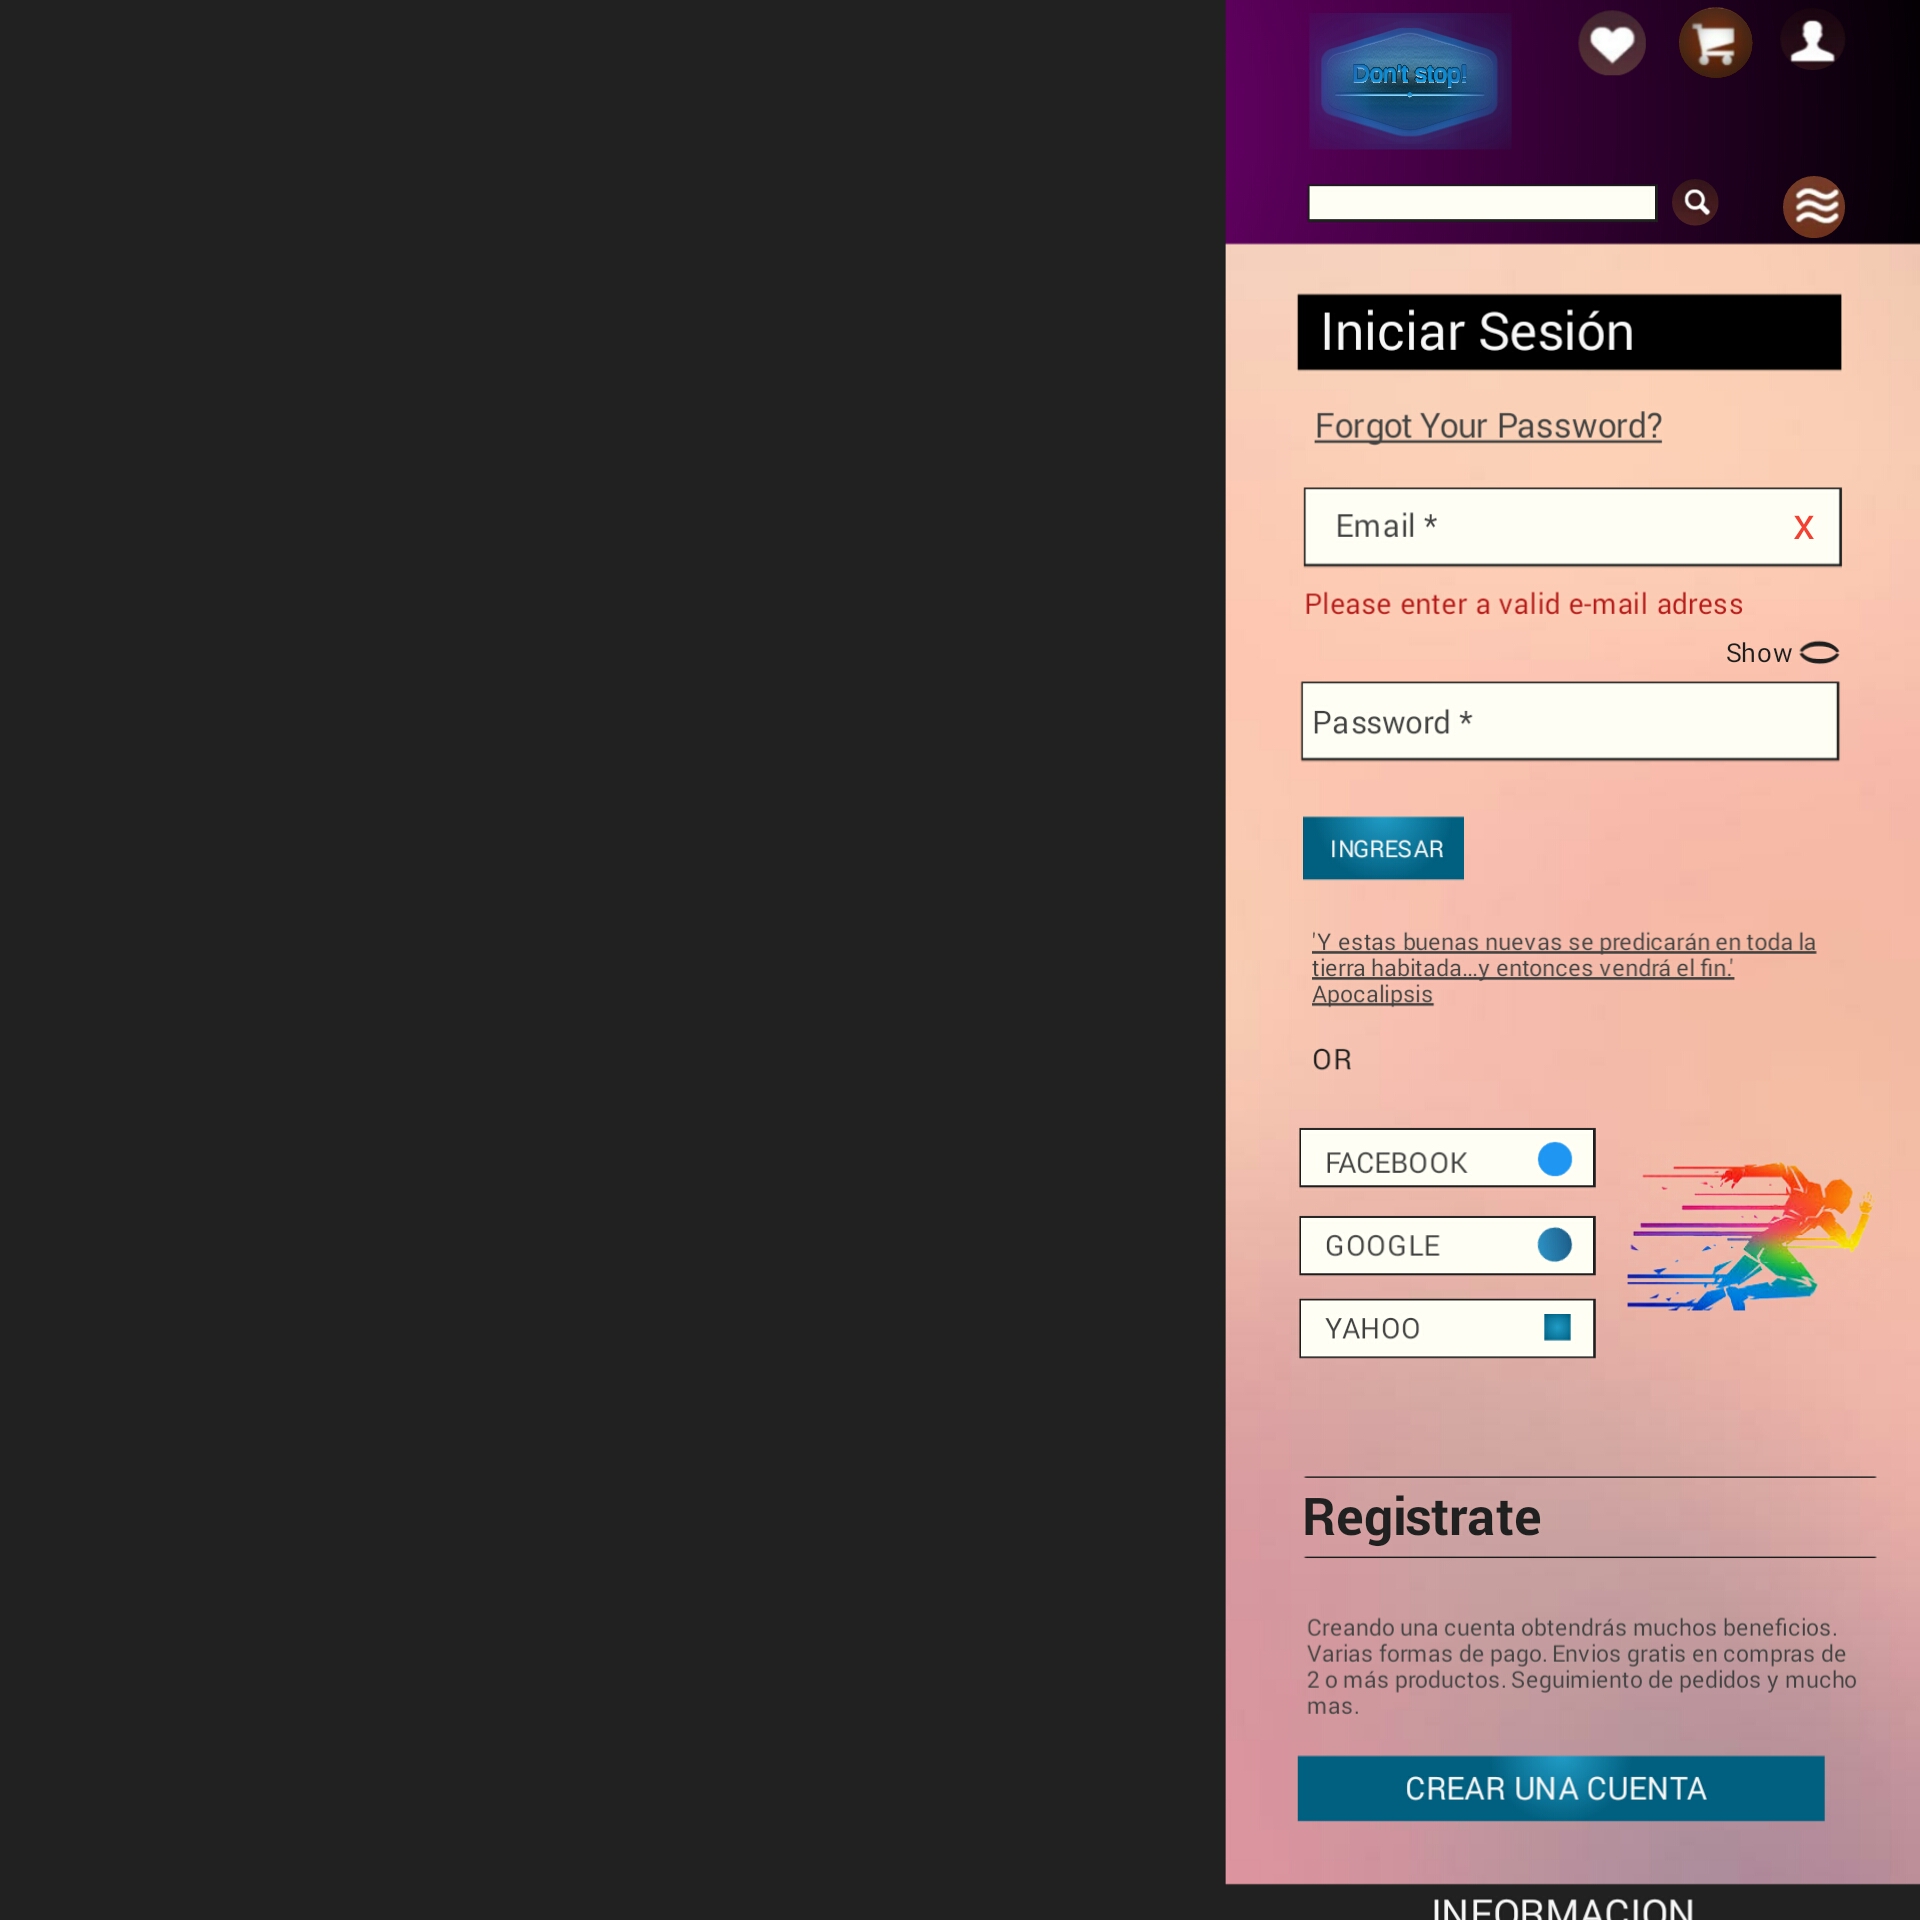 Don't stop!
Iniciar Sesión
Forgot Your Password?
Email *
X
Please enter a valid e-mail adress
Show
Password *
INGRESAR
'Y estas buenas nuevas se predicarán en toda la
tierra habitada...y entonces vendrá el fin.'
Apocalipsis
OR
FACEBOOK
GOOGLE
YAHOO
Registrate
Creando una cuenta obtendrás muchos beneficios.
Varias formas de pago. Envios gratis en compras de
2 o más productos. Seguimiento de pedidos y mucho
mas.
CREAR UNA CUENTA
INFORMACION